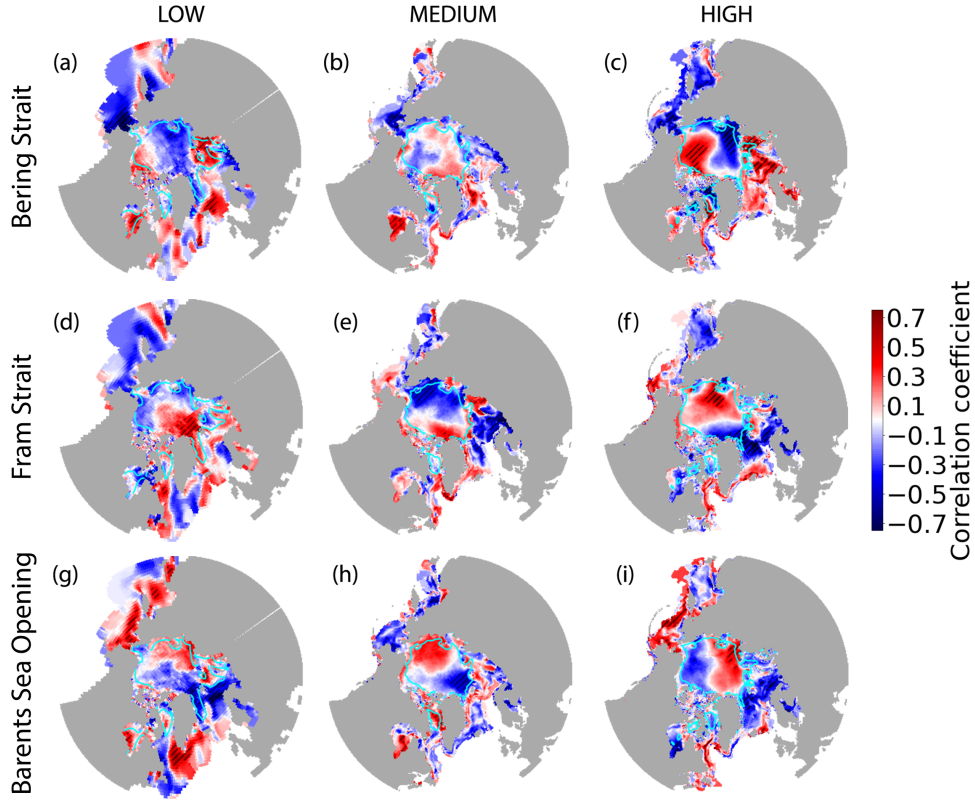 LOW MEDIUM HIGH
Bering Strait
(a) (b) (c)
Fram Strait
(d) (e) (f)
Barents Sea Opening
(g) (h) (i)
0.7
0.5
0.3
0.1
−0.1
−0.3
−0.5
−0.7
Correlation coefficient